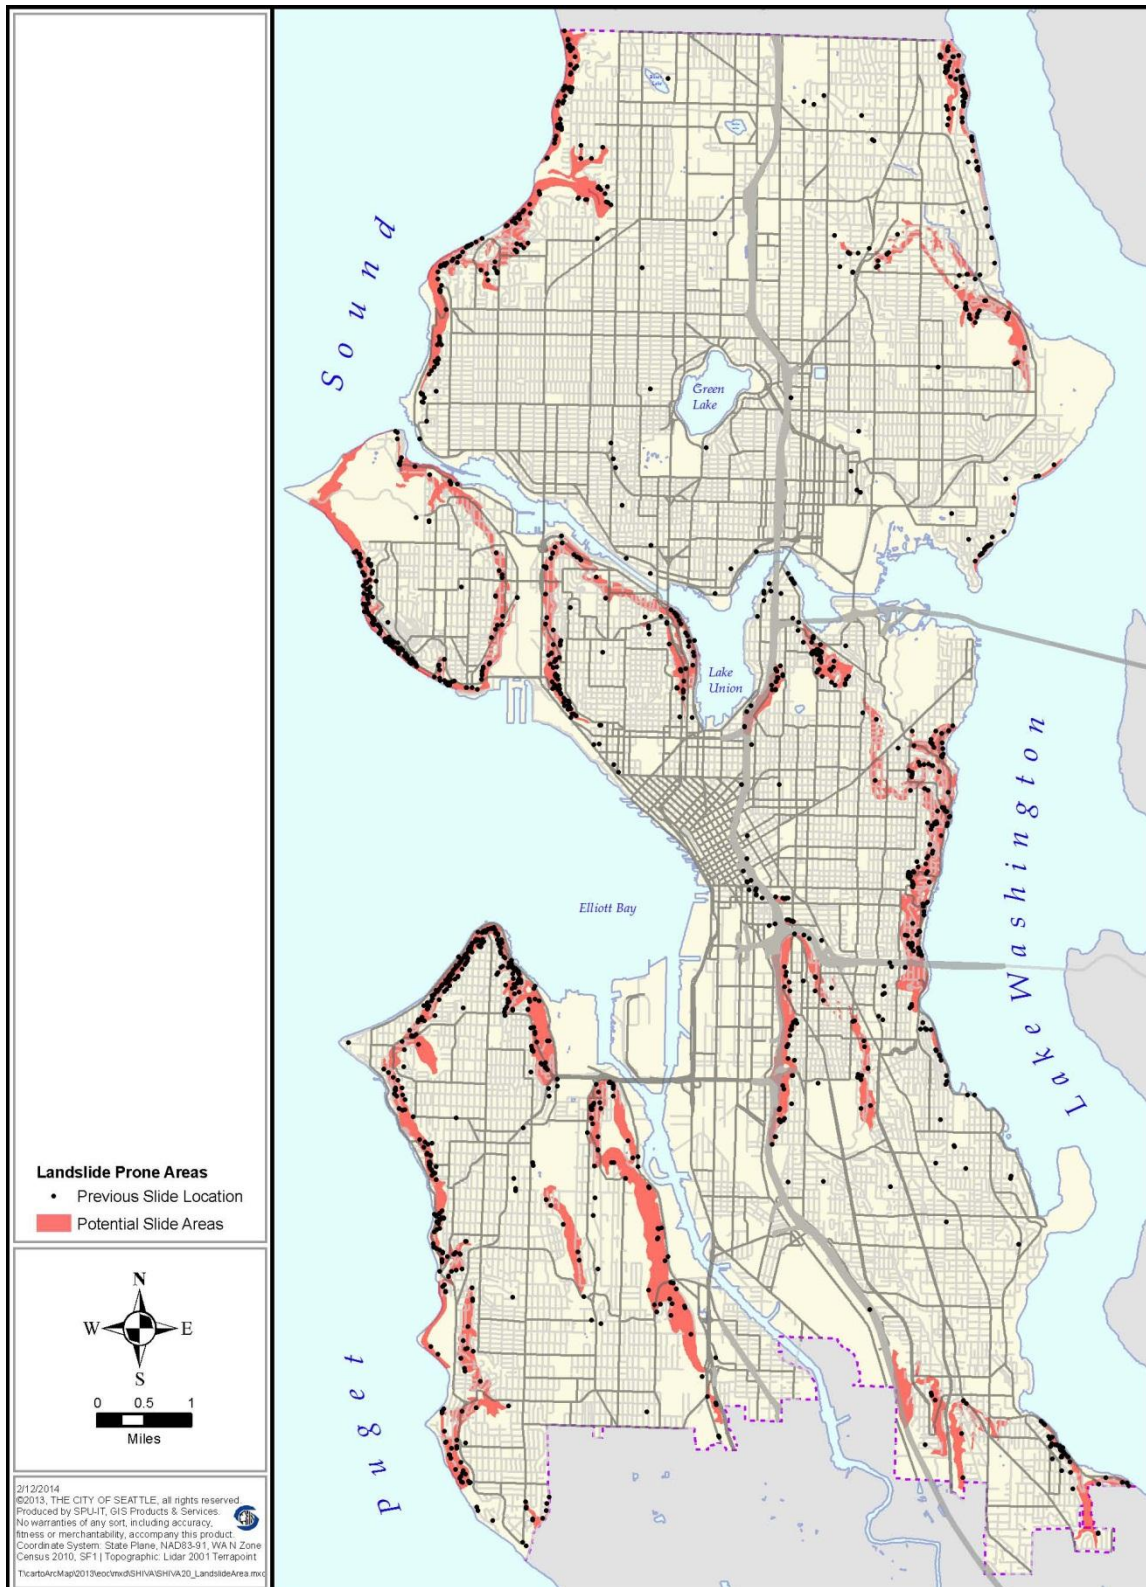 Sound
Green
Lake
Lake
Union
Lake Washington
Elliott Bay
Puget
Landslide Prone Areas
Previous Slide Location
Potential Slide Areas
N
W E
S
0 0.5 1
Miles
2/12/2014
©2013, THE CITY OF SEATTLE, all rights reserved.
Produced by SPU-IT, GIS Products & Services.
No warranties of any sort, including accuracy,
fitness or merchantability, accompany this product.
Coordinate System: State Plane, NAD83-91, WA N Zone
Census 2010, SF1 | Topographic: Lidar 2001 Terrapoint